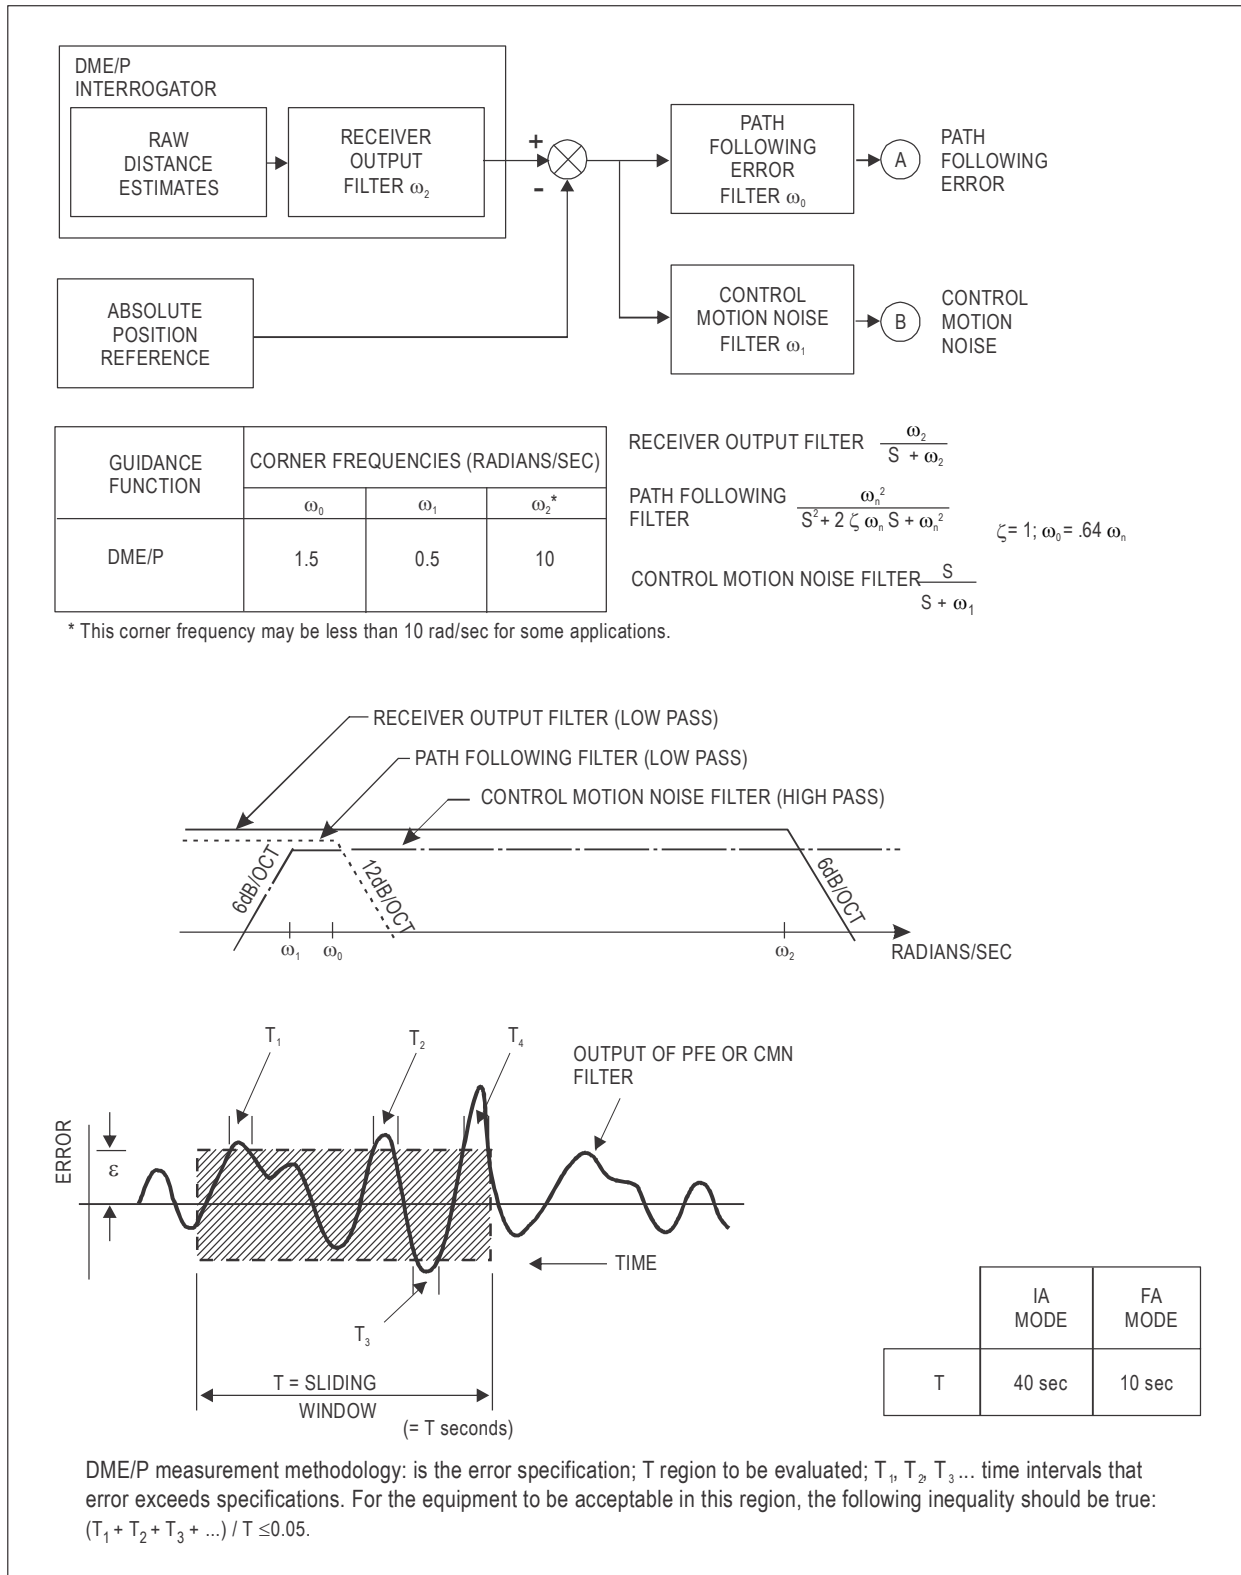 DME/P
INTERROGATOR
RAW
DISTANCE
ESTIMATES
RECEIVER
OUTPUT
FILTER ω₂
+
-
PATH
FOLLOWING
ERROR
FILTER ω₀
A
PATH
FOLLOWING
ERROR
ABSOLUTE
POSITION
REFERENCE
CONTROL
MOTION NOISE
FILTER ω₁
B
CONTROL
MOTION
NOISE
GUIDANCE
FUNCTION
CORNER FREQUENCIES (RADIANS/SEC)
ω₀ ω₁ ω₂*
DME/P 1.5 0.5 10
* This corner frequency may be less than 10 rad/sec for some applications.
RECEIVER OUTPUT FILTER
ω₂
S + ω₂
PATH FOLLOWING
FILTER
ωₙ²
S² + 2 ζ ωₙ S + ωₙ²
ζ = 1; ω₀ = .64 ωₙ
CONTROL MOTION NOISE FILTER
S
S + ω₁
RECEIVER OUTPUT FILTER (LOW PASS)
PATH FOLLOWING FILTER (LOW PASS)
CONTROL MOTION NOISE FILTER (HIGH PASS)
6dB/OCT
12dB/OCT
6dB/OCT
ω₁
ω₀
ω₂
RADIANS/SEC
T₁
T₂
T₄
OUTPUT OF PFE OR CMN
FILTER
ERROR
ε
TIME
T₃
T = SLIDING
WINDOW
(= T seconds)
IA
MODE
FA
MODE
T 40 sec 10 sec
DME/P measurement methodology: is the error specification; T region to be evaluated; T₁, T₂, T₃ ... time intervals that
error exceeds specifications. For the equipment to be acceptable in this region, the following inequality should be true:
(T₁ + T₂ + T₃ + ...) / T ≤0.05.